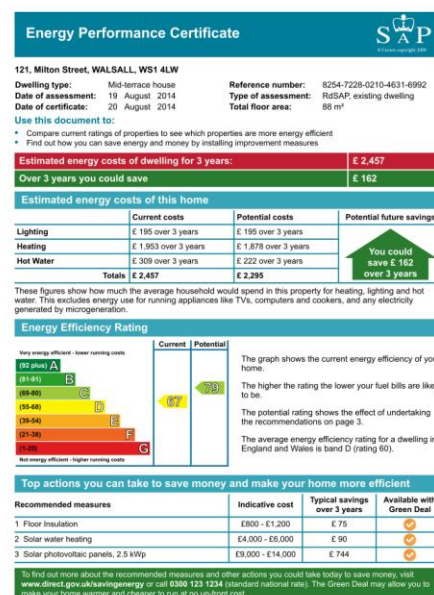 Energy Performance Certificate
SAP
© Crown copyright 2009
121, Milton Street, WALSALL, WS1 4LW
Dwelling type: Mid-terrace house
Date of assessment: 19 August 2014
Date of certificate: 20 August 2014
Reference number: 8254-7228-0210-4631-6992
Type of assessment: RdSAP, existing dwelling
Total floor area: 88 m²
Use this document to:
• Compare current ratings of properties to see which properties are more energy efficient
• Find out how you can save energy and money by installing improvement measures
Estimated energy costs of dwelling for 3 years: £ 2,457
Over 3 years you could save £ 162
Estimated energy costs of this home
Current costs Potential costs Potential future savings
Lighting £ 195 over 3 years £ 195 over 3 years
Heating £ 1,953 over 3 years £ 1,878 over 3 years
Hot Water £ 309 over 3 years £ 222 over 3 years
Totals £ 2,457 £ 2,295
You could
save £ 162
over 3 years
These figures show how much the average household would spend in this property for heating, lighting and hot
water. This excludes energy use for running appliances like TVs, computers and cookers, and any electricity
generated by microgeneration.
Energy Efficiency Rating
Current Potential
Very energy efficient - lower running costs
(92 plus) A
(81-91) B
(69-80) C
(55-68) D
(39-54) E
(21-38) F
(1-20) G
Not energy efficient - higher running costs
67
79
The graph shows the current energy efficiency of you
home.
The higher the rating the lower your fuel bills are like
to be.
The potential rating shows the effect of undertaking
the recommendations on page 3.
The average energy efficiency rating for a dwelling in
England and Wales is band D (rating 60).
Top actions you can take to save money and make your home more efficient
Recommended measures Indicative cost Typical savings
over 3 years Available with
Green Deal
1 Floor Insulation £800 - £1,200 £ 75
2 Solar water heating £4,000 - £6,000 £ 90
3 Solar photovoltaic panels, 2.5 kWp £9,000 - £14,000 £ 744
To find out more about the recommended measures and other actions you could take today to save money, visit
www.direct.gov.uk/savingenergy or call 0300 123 1234 (standard national rate). The Green Deal may allow you to
make your home warmer and cheaper to run at no up-front cost.